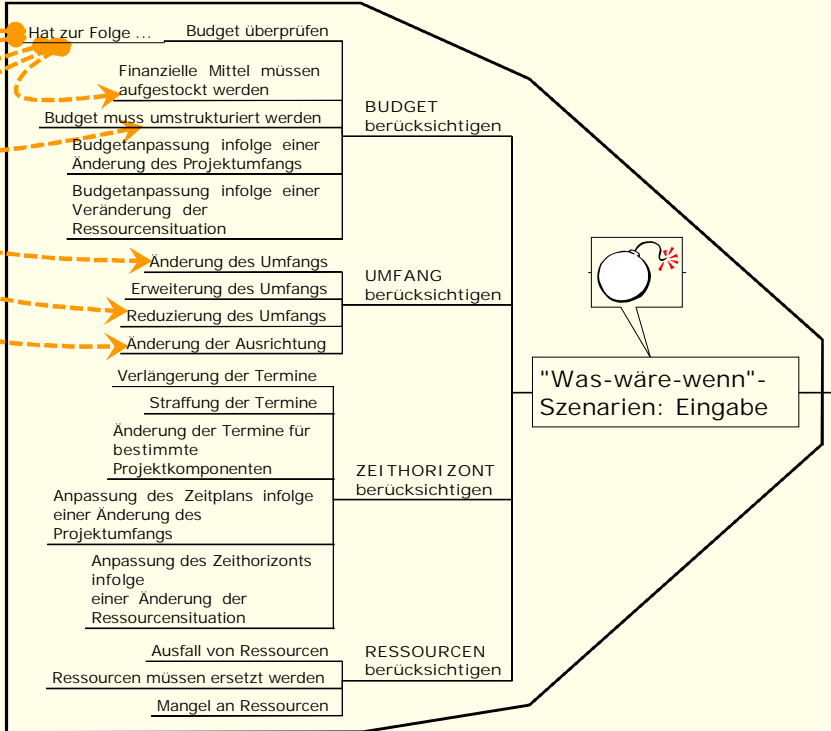 Hat zur Folge ...
Budget überprüfen
Finanzielle Mittel müssen
aufgestockt werden
Budget muss umstrukturiert werden
Budgetanpassung infolge einer
Änderung des Projektumfangs
Budgetanpassung infolge einer
Veränderung der
Ressourcensituation
BUDGET
berücksichtigen
Änderung des Umfangs
Erweiterung des Umfangs
Reduzierung des Umfangs
Änderung der Ausrichtung
UMFANG
berücksichtigen
"Was-wäre-wenn"-
Szenarien: Eingabe
Verlängerung der Termine
Straffung der Termine
Änderung der Termine für
bestimmte
Projektkomponenten
Anpassung des Zeitplans infolge
einer Änderung des
Projektumfangs
Anpassung des Zeithorizonts
infolge
einer Änderung der
Ressourcensituation
ZEITHORIZONT
berücksichtigen
Ausfall von Ressourcen
Ressourcen müssen ersetzt werden
Mangel an Ressourcen
RESSOURCEN
berücksichtigen